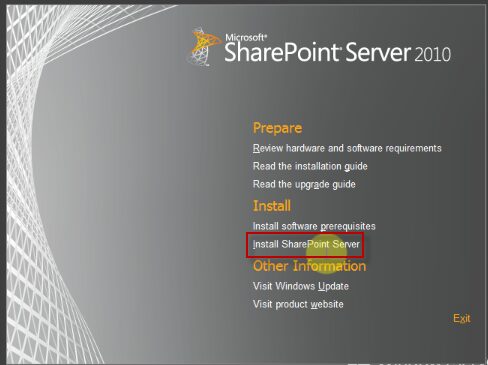 Microsoft®
SharePoint® Server 2010
Prepare
Review hardware and software requirements
Read the installation guide
Read the upgrade guide
Install
Install software prerequisites
Install SharePoint Server
Other Information
Visit Windows Update
Visit product website
Exit